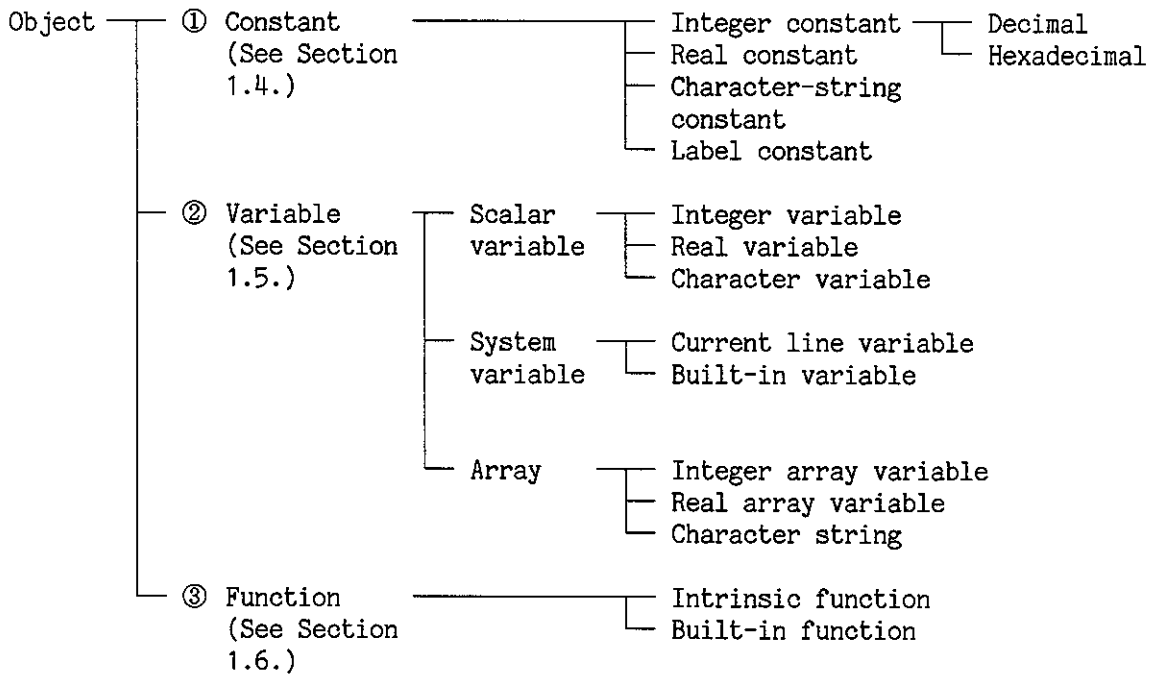 Object ① Constant Integer constant Decimal
(See Section Real constant Hexadecimal
1.4.) Character-string
constant
Label constant
② Variable Scalar Integer variable
(See Section variable Real variable
1.5.) Character variable
System Current line variable
variable Built-in variable
Array Integer array variable
Real array variable
Character string
③ Function Intrinsic function
(See Section Built-in function
1.6.)